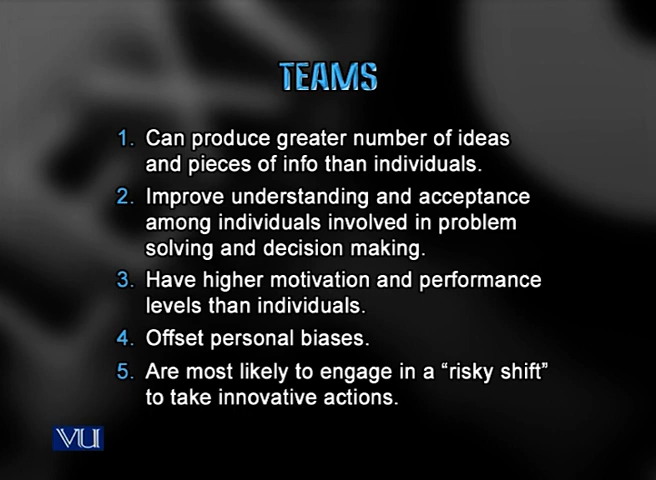 TEAMS
1. Can produce greater number of ideas
and pieces of info than individuals.
2. Improve understanding and acceptance
among individuals involved in problem
solving and decision making.
3. Have higher motivation and performance
levels than individuals.
4. Offset personal biases.
5. Are most likely to engage in a “risky shift”
to take innovative actions.
VU